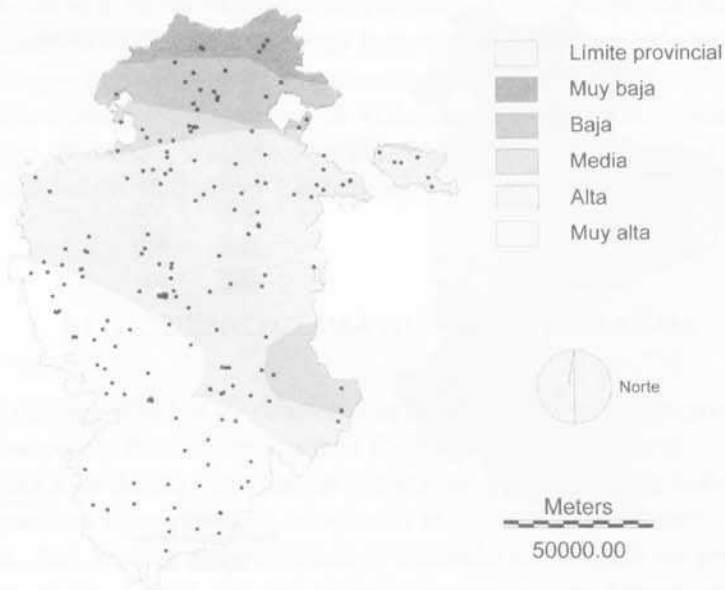 Límite provincial
Muy baja
Baja
Media
Alta
Muy alta
Norte
Meters
50000.00